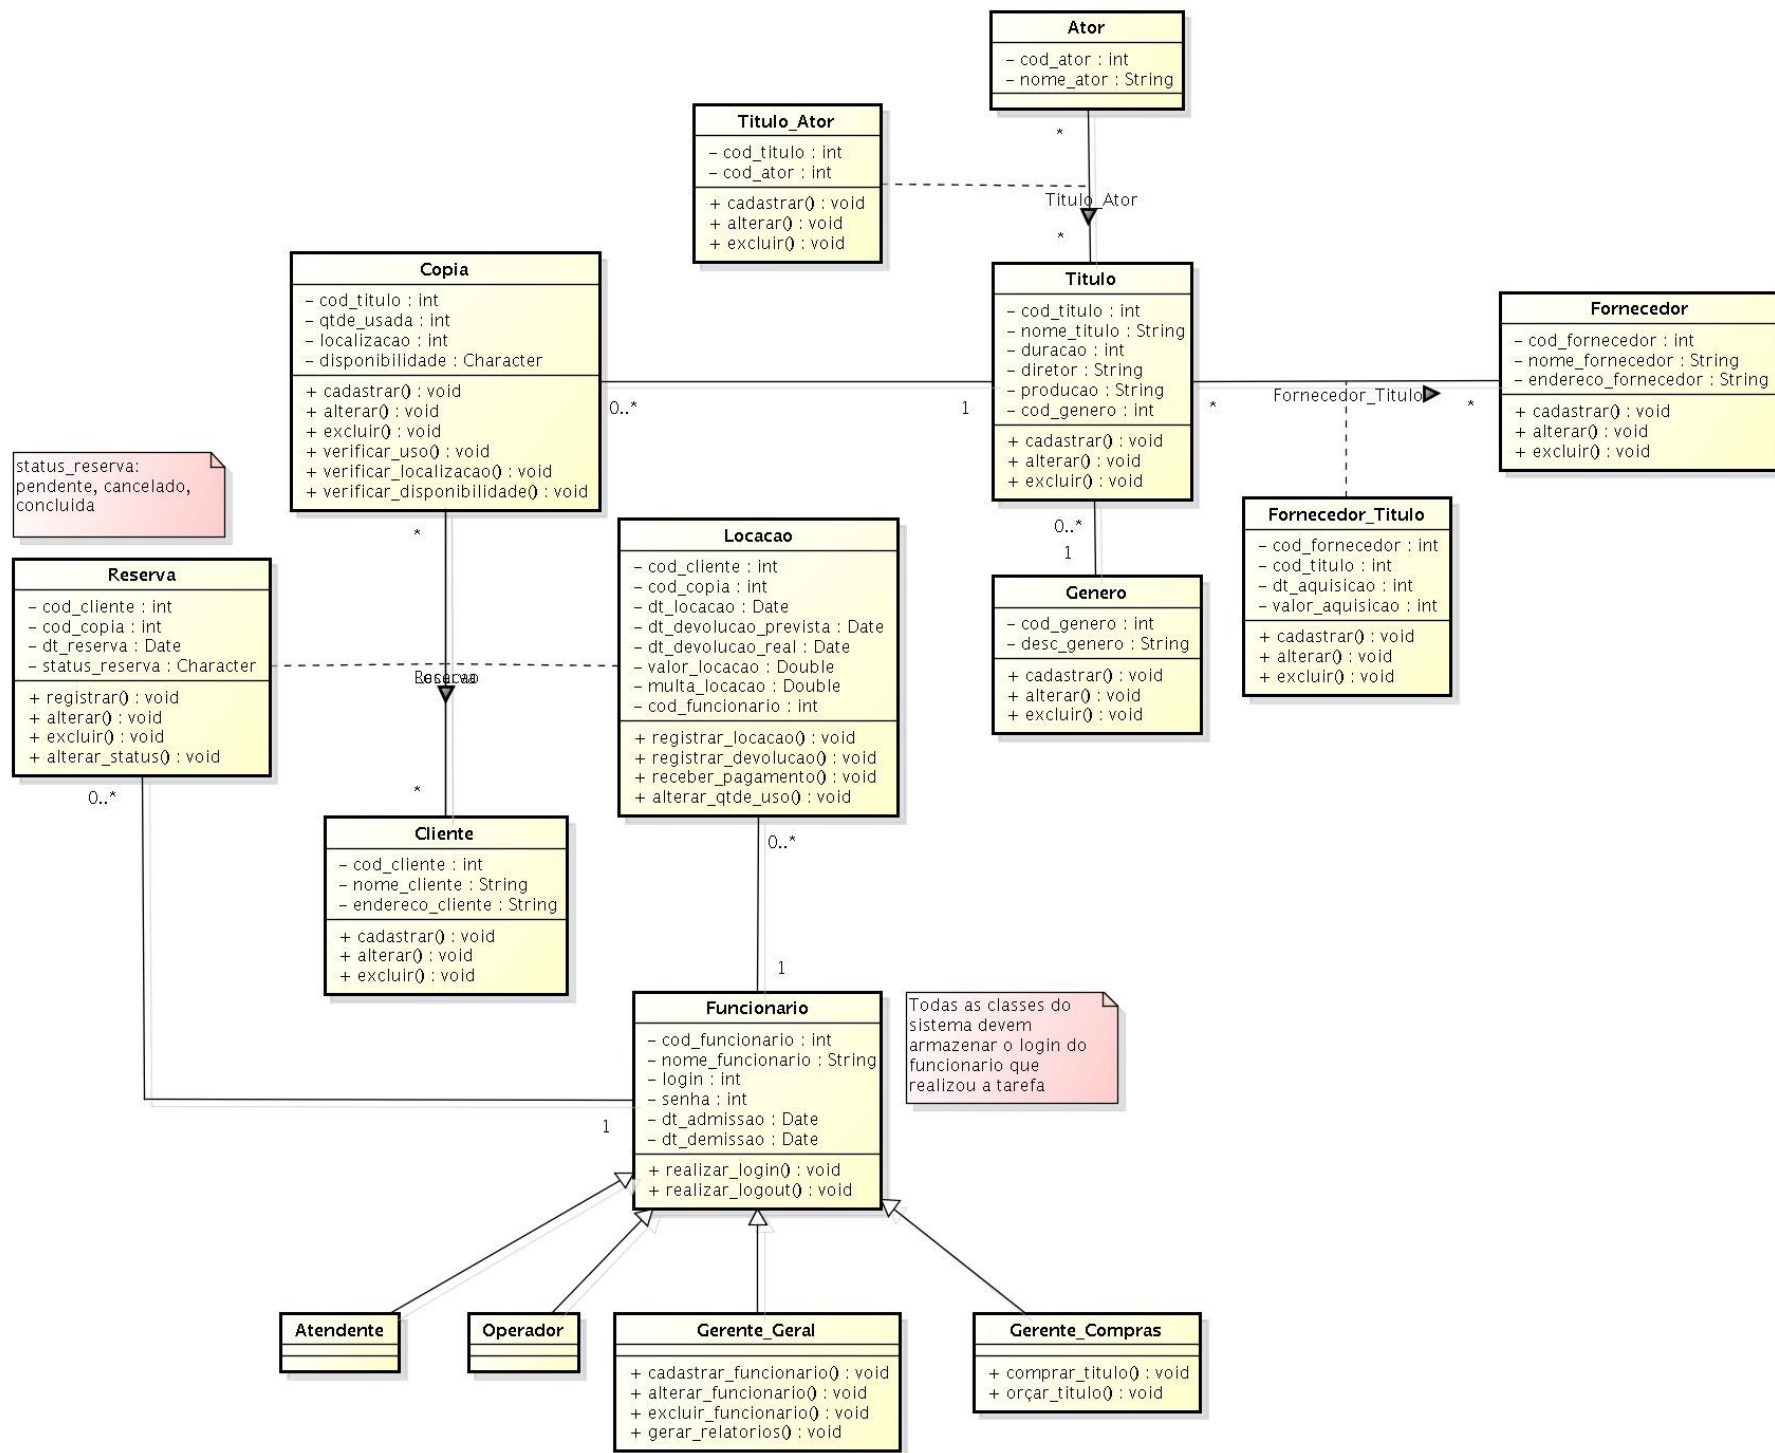 Ator
– cod_ator : int
– nome_ator : String
Titulo_Ator
– cod_titulo : int
– cod_ator : int
+ cadastrar() : void
+ alterar() : void
+ excluir() : void
*
Titulo_Ator
*
Copia
– cod_titulo : int
– qtde_usada : int
– localizacao : int
– disponibilidade : Character
+ cadastrar() : void
+ alterar() : void
+ excluir() : void
+ verificar_uso() : void
+ verificar_localizacao() : void
+ verificar_disponibilidade() : void
0..*
1
Titulo
– cod_titulo : int
– nome_titulo : String
– duracao : int
– diretor : String
– producao : String
– cod_genero : int
+ cadastrar() : void
+ alterar() : void
+ excluir() : void
*
Fornecedor_Titulo
*
Fornecedor
– cod_fornecedor : int
– nome_fornecedor : String
– endereco_fornecedor : String
+ cadastrar() : void
+ alterar() : void
+ excluir() : void
status_reserva:
pendente, cancelado,
concluida
Reserva
– cod_cliente : int
– cod_copia : int
– dt_reserva : Date
– status_reserva : Character
+ registrar() : void
+ alterar() : void
+ excluir() : void
+ alterar_status() : void
0..*
*
*
Locacao
– cod_cliente : int
– cod_copia : int
– dt_locacao : Date
– dt_devolucao_prevista : Date
– dt_devolucao_real : Date
– valor_locacao : Double
– multa_locacao : Double
– cod_funcionario : int
+ registrar_locacao() : void
+ registrar_devolucao() : void
+ receber_pagamento() : void
+ alterar_qtde_uso() : void
0..*
1
0..*
1
Genero
– cod_genero : int
– desc_genero : String
+ cadastrar() : void
+ alterar() : void
+ excluir() : void
Fornecedor_Titulo
– cod_fornecedor : int
– cod_titulo : int
– dt_aquisicao : int
– valor_aquisicao : int
+ cadastrar() : void
+ alterar() : void
+ excluir() : void
Cliente
– cod_cliente : int
– nome_cliente : String
– endereco_cliente : String
+ cadastrar() : void
+ alterar() : void
+ excluir() : void
1
1
Funcionario
– cod_funcionario : int
– nome_funcionario : String
– login : int
– senha : int
– dt_admissao : Date
– dt_demissao : Date
+ realizar_login() : void
+ realizar_logout() : void
Todas as classes do
sistema devem
armazenar o login do
funcionario que
realizou a tarefa
Atendente
Operador
Gerente_Geral
+ cadastrar_funcionario() : void
+ alterar_funcionario() : void
+ excluir_funcionario() : void
+ gerar_relatorios() : void
Gerente_Compras
+ comprar_titulo() : void
+ orçar_titulo() : void